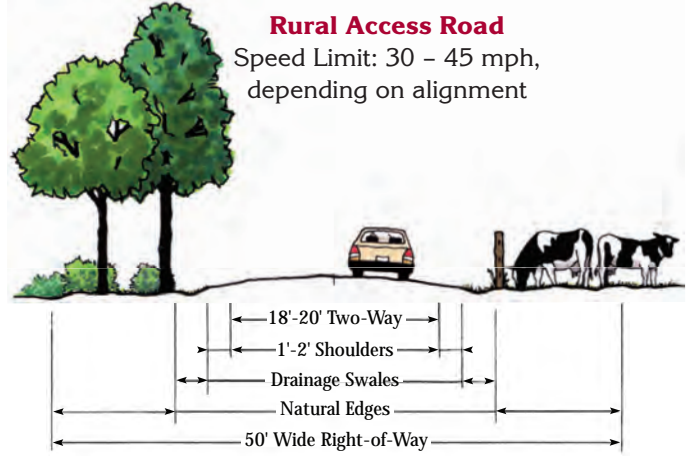 Rural Access Road
Speed Limit: 30 – 45 mph,
depending on alignment
18'-20' Two-Way
1'-2' Shoulders
Drainage Swales
Natural Edges
50' Wide Right-of-Way